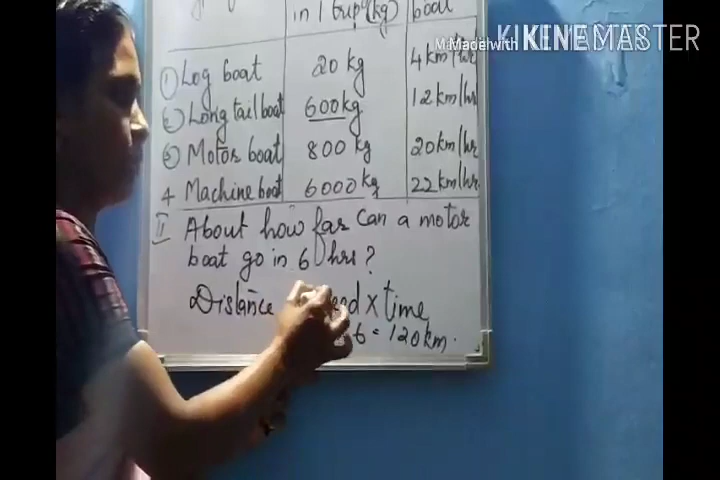 in 1 trip (kg) boat
Made with KINEMASTER
① Log boat 20 kg 4 km/hr
② Long tail boat 600 kg 12 km/hr
③ Motor boat 800 kg 20 km/hr
4 Machine boat 6000 kg 22 km/hr.
II About how far can a motor
boat go in 6 hrs?
Distance x time
6 = 120 km.